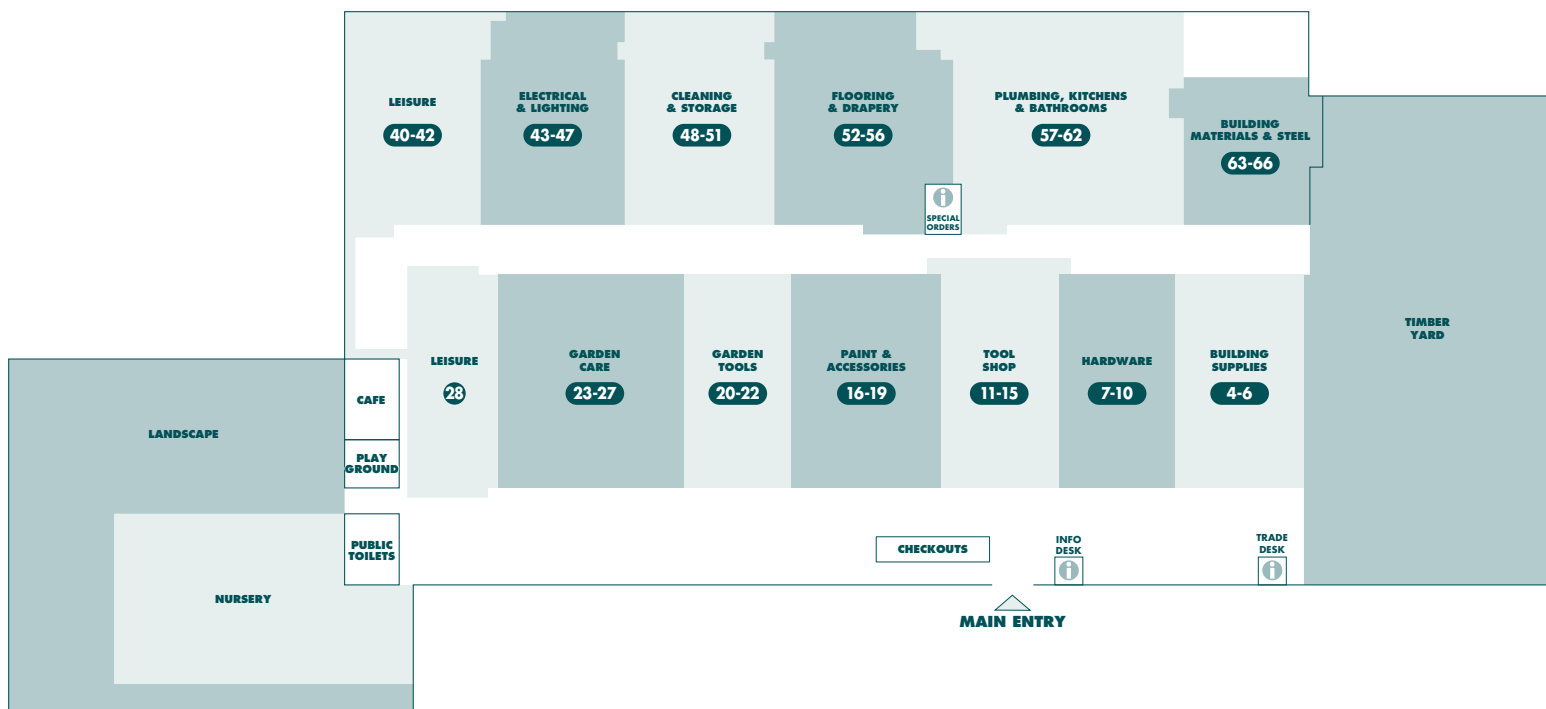 LEISURE
40-42
ELECTRICAL
& LIGHTING
43-47
CLEANING
& STORAGE
48-51
FLOORING
& DRAPERY
52-56
PLUMBING, KITCHENS
& BATHROOMS
57-62
BUILDING
MATERIALS & STEEL
63-66
SPECIAL
ORDERS
TIMBER
YARD
LEISURE
28
GARDEN
CARE
23-27
GARDEN
TOOLS
20-22
PAINT &
ACCESSORIES
16-19
TOOL
SHOP
11-15
HARDWARE
7-10
BUILDING
SUPPLIES
4-6
CAFE
LANDSCAPE
PLAY
GROUND
PUBLIC
TOILETS
CHECKOUTS
INFO
DESK
TRADE
DESK
NURSERY
MAIN ENTRY